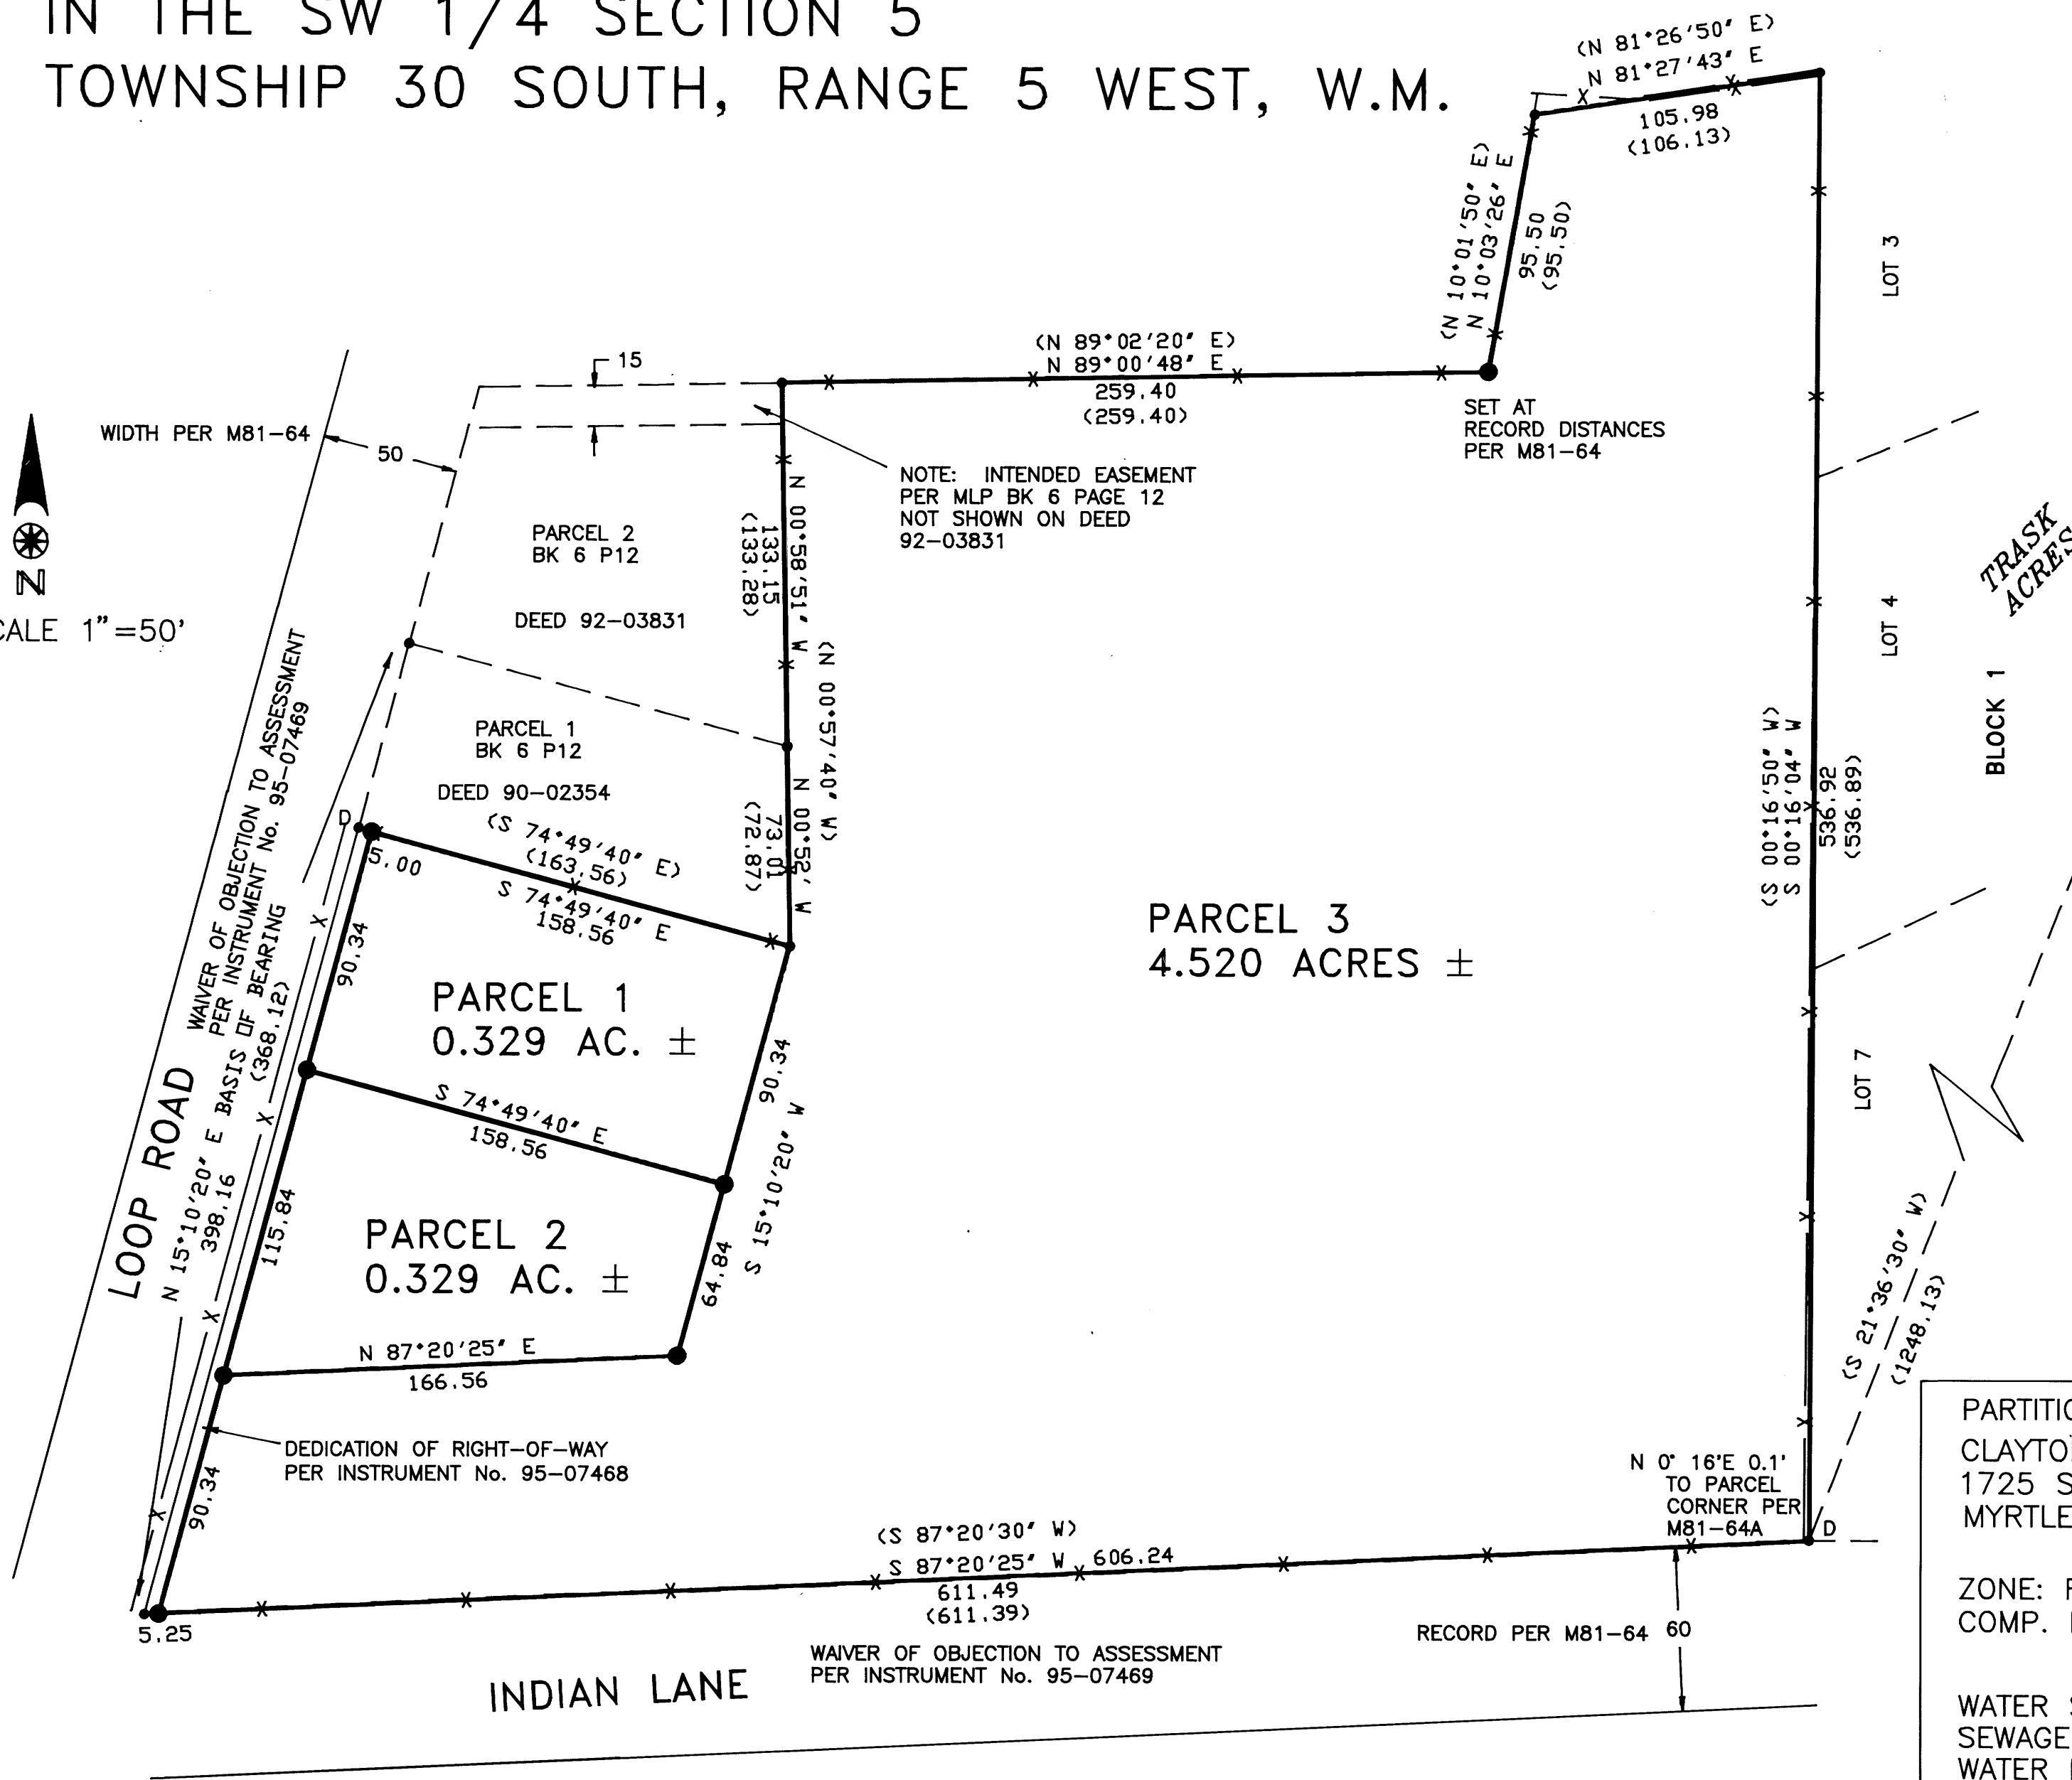 IN THE SW 1/4 SECTION 5
TOWNSHIP 30 SOUTH, RANGE 5 WEST, W.M.
(N 81°26'50" E)
N 81°27'43" E
105.98
(106.13)
(N 10°01'50" E)
N 10°03'26" E
95.50
(95.50)
LOT 3
(N 89°02'20" E)
N 89°00'48" E
259.40
(259.40)
15
WIDTH PER M81-64
50
SET AT
RECORD DISTANCES
PER M81-64
NOTE: INTENDED EASEMENT
PER MLP BK 6 PAGE 12
NOT SHOWN ON DEED
92-03831
N
SCALE 1"=50'
PARCEL 2
BK 6 P12
DEED 92-03831
N 00°58'51" W
133.15
(133.28)
(N 00°57'40" W)
TRASK
ACRES
LOT 4
BLOCK 1
PARCEL 1
BK 6 P12
DEED 90-02354
N 00°52' W
73.01
(72.87)
(S 00°16'50" W)
S 00°16'04" W
536.92
(536.89)
D
5.00
(S 74°49'40" E)
(163.56)
S 74°49'40" E
158.56
WAIVER OF OBJECTION TO ASSESSMENT
PER INSTRUMENT No. 95-07469
N 15°10'20" E BASIS OF BEARING
398.16
(368.12)
LOOP ROAD
90.34
PARCEL 1
0.329 AC. ±
PARCEL 3
4.520 ACRES ±
90.34
S 15°10'20" W
LOT 7
S 74°49'40" E
158.56
115.84
PARCEL 2
0.329 AC. ±
64.84
N 87°20'25" E
166.56
(S 21°36'30" W)
(1248.13)
DEDICATION OF RIGHT-OF-WAY
PER INSTRUMENT No. 95-07468
90.34
N 0° 16'E 0.1'
TO PARCEL
CORNER PER
M81-64A
D
(S 87°20'30" W)
S 87°20'25" W 606.24
611.49
(611.39)
5.25
RECORD PER M81-64 60
WAIVER OF OBJECTION TO ASSESSMENT
PER INSTRUMENT No. 95-07469
INDIAN LANE
PARTITIO
CLAYTO
1725 S
MYRTLE
ZONE:
COMP.
WATER
SEWAGE
WATER